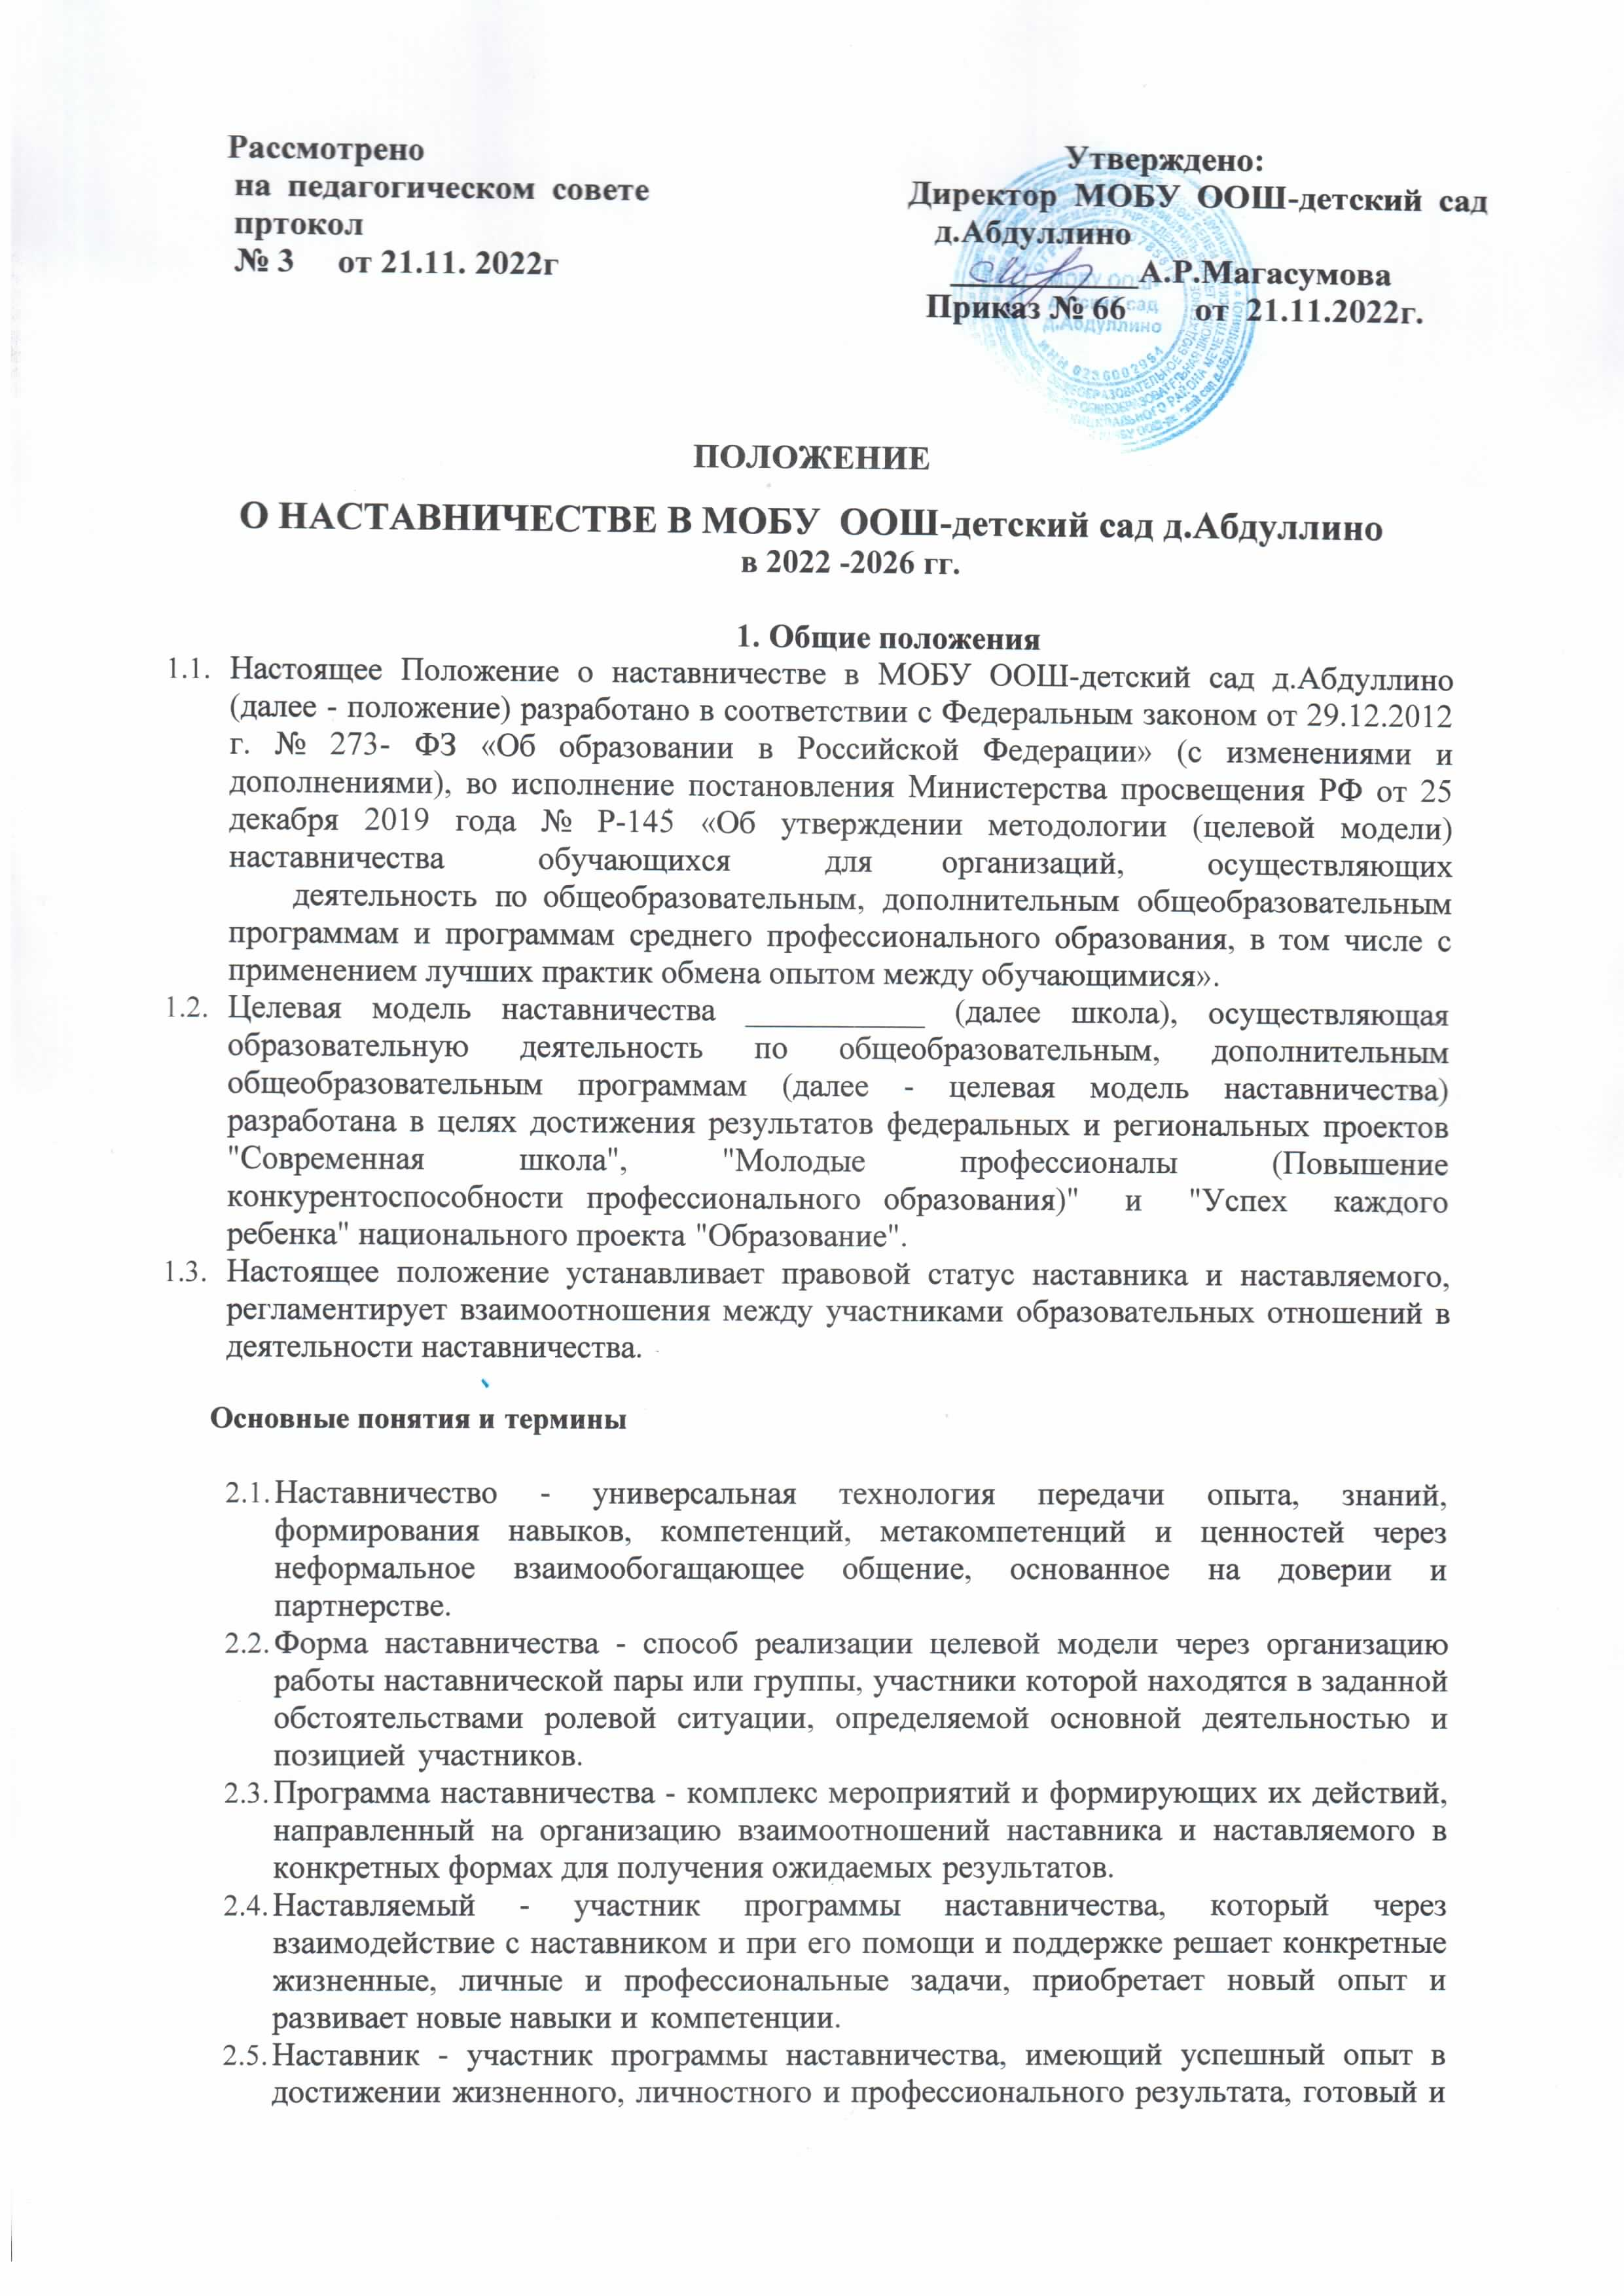 Рассмотрено
на педагогическом совете
пртокол
№ 3 от 21.11. 2022г
Утверждено:
Директор МОБУ ООШ-детский сад
д.Абдуллино
____________А.Р.Магасумова
Приказ № 66 от 21.11.2022г.
МОБУ ООШ-
детский сад
д.Абдуллино
ИНН 0236002954
ПОЛОЖЕНИЕ
О НАСТАВНИЧЕСТВЕ В МОБУ ООШ-детский сад д.Абдуллино
в 2022 -2026 гг.
1. Общие положения
1.1. Настоящее Положение о наставничестве в МОБУ ООШ-детский сад д.Абдуллино
(далее - положение) разработано в соответствии с Федеральным законом от 29.12.2012
г. № 273- ФЗ «Об образовании в Российской Федерации» (с изменениями и
дополнениями), во исполнение постановления Министерства просвещения РФ от 25
декабря 2019 года № Р-145 «Об утверждении методологии (целевой модели)
наставничества обучающихся для организаций, осуществляющих
деятельность по общеобразовательным, дополнительным общеобразовательным
программам и программам среднего профессионального образования, в том числе с
применением лучших практик обмена опытом между обучающимися».
1.2. Целевая модель наставничества ___________ (далее школа), осуществляющая
образовательную деятельность по общеобразовательным, дополнительным
общеобразовательным программам (далее - целевая модель наставничества)
разработана в целях достижения результатов федеральных и региональных проектов
"Современная школа", "Молодые профессионалы (Повышение
конкурентоспособности профессионального образования)" и "Успех каждого
ребенка" национального проекта "Образование".
1.3. Настоящее положение устанавливает правовой статус наставника и наставляемого,
регламентирует взаимоотношения между участниками образовательных отношений в
деятельности наставничества.
Основные понятия и термины
2.1. Наставничество - универсальная технология передачи опыта, знаний,
формирования навыков, компетенций, метакомпетенций и ценностей через
неформальное взаимообогащающее общение, основанное на доверии и
партнерстве.
2.2. Форма наставничества - способ реализации целевой модели через организацию
работы наставнической пары или группы, участники которой находятся в заданной
обстоятельствами ролевой ситуации, определяемой основной деятельностью и
позицией участников.
2.3. Программа наставничества - комплекс мероприятий и формирующих их действий,
направленный на организацию взаимоотношений наставника и наставляемого в
конкретных формах для получения ожидаемых результатов.
2.4. Наставляемый - участник программы наставничества, который через
взаимодействие с наставником и при его помощи и поддержке решает конкретные
жизненные, личные и профессиональные задачи, приобретает новый опыт и
развивает новые навыки и компетенции.
2.5. Наставник - участник программы наставничества, имеющий успешный опыт в
достижении жизненного, личностного и профессионального результата, готовый и